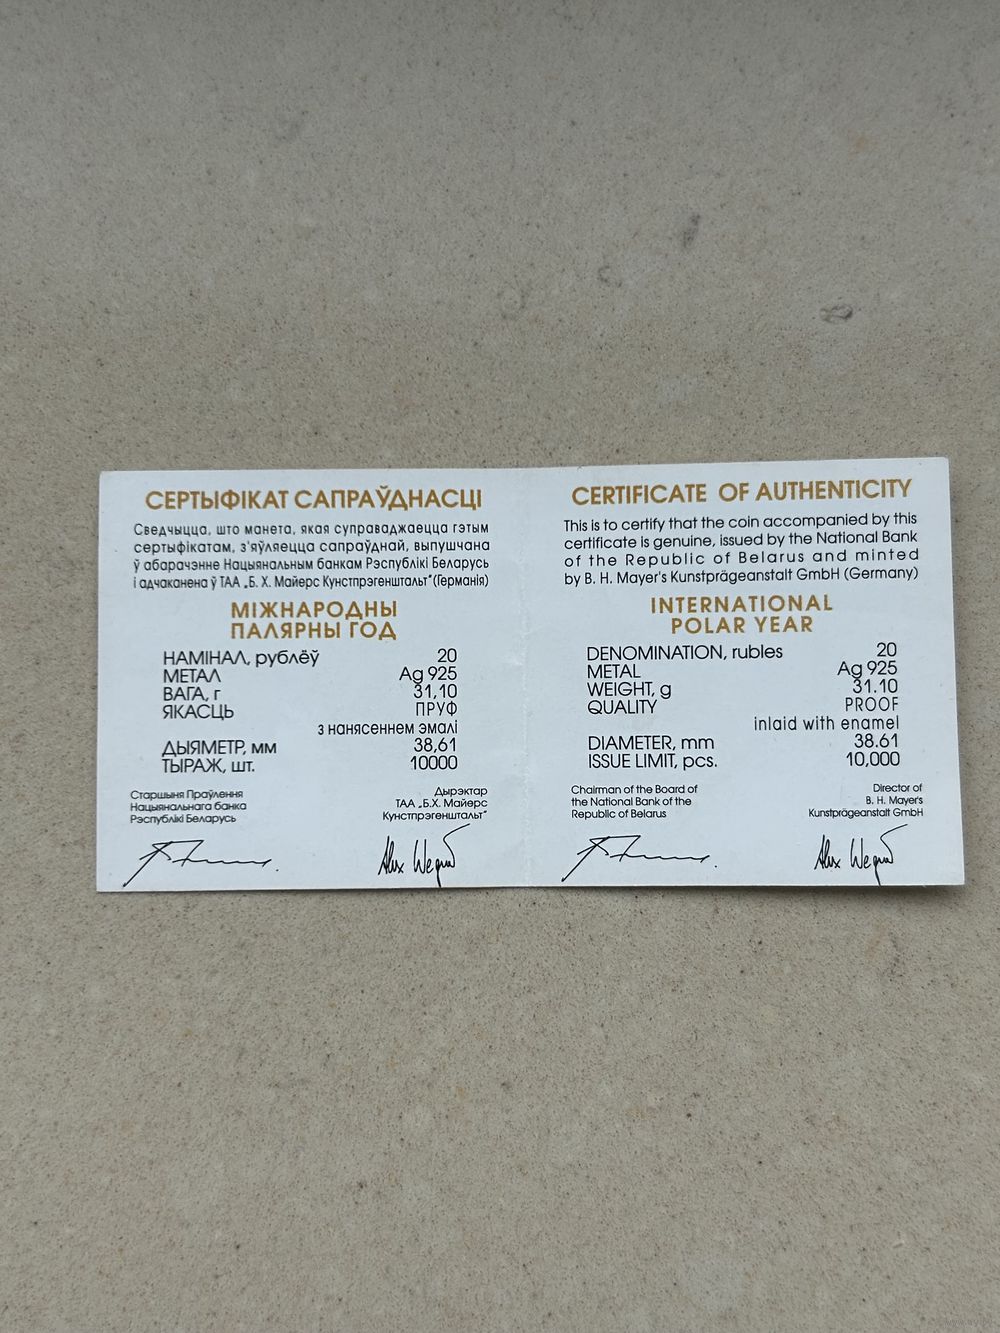 СЕРТЫФІКАТ САПРАЎДНАСЦІ
Сведчыцца, што манета, якая суправаджаецца гэтым
сертыфікатам, з'яўляецца сапраўднай, выпушчана
ў абарачэнне Нацыянальным банкам Рэспублікі Беларусь
і адчаканена ў ТАА „Б. Х. Майерс Кунстпрэгенштальт" (Германія)
МІЖНАРОДНЫ
ПАЛЯРНЫ ГОД
НАМІНАЛ, рублёў 20
МЕТАЛ Ag 925
ВАГА, г 31,10
ЯКАСЦЬ ПРУФ
з нанясеннем эмалі
ДЫЯМЕТР, мм 38,61
ТЫРАЖ, шт. 10000
Старшыня Праўлення
Нацыянальнага банка
Рэспублікі Беларусь
Дырэктар
ТАА „Б.Х. Майерс
Кунстпрэгенштальт"
Alex Wegner
CERTIFICATE OF AUTHENTICITY
This is to certify that the coin accompanied by this
certificate is genuine, issued by the National Bank
of the Republic of Belarus and minted
by B. H. Mayer's Kunstprägeanstalt GmbH (Germany)
INTERNATIONAL
POLAR YEAR
DENOMINATION, rubles 20
METAL Ag 925
WEIGHT, g 31.10
QUALITY PROOF
inlaid with enamel
DIAMETER, mm 38.61
ISSUE LIMIT, pcs. 10,000
Chairman of the Board of
the National Bank of the
Republic of Belarus
Director of
B. H. Mayer's
Kunstprägeanstalt GmbH
Alex Wegner